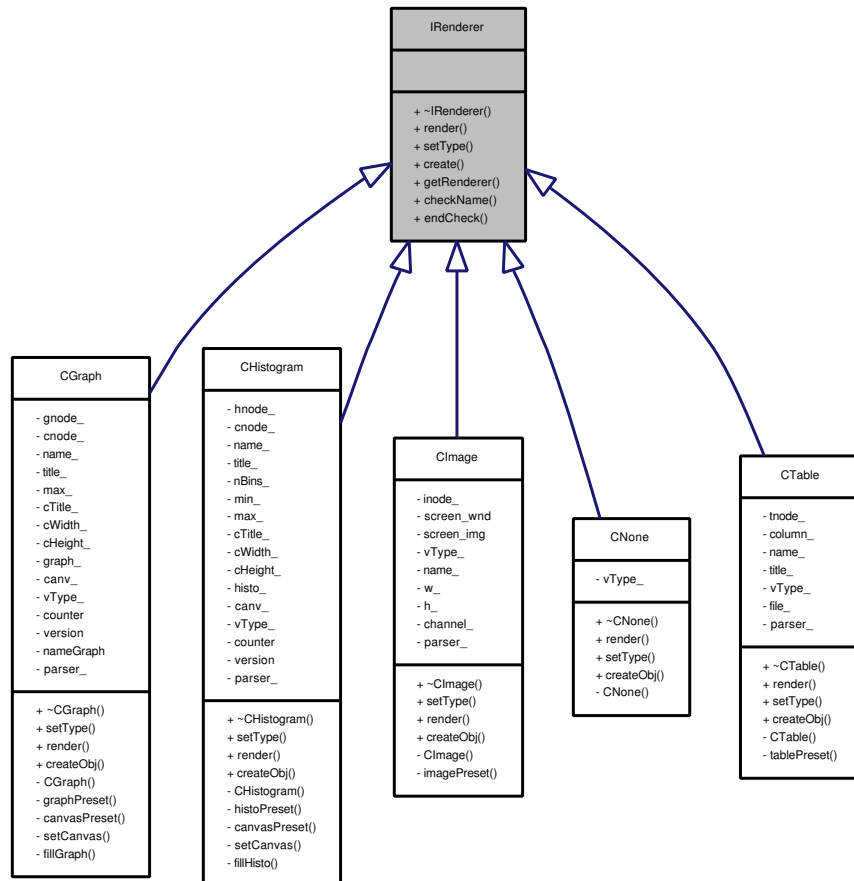 IRenderer
+ ~IRenderer()
+ render()
+ setType()
+ create()
+ getRenderer()
+ checkName()
+ endCheck()
CGraph
- gnode_
- cnode_
- name_
- title_
- max_
- cTitle_
- cWidth_
- cHeight_
- graph_
- canv_
- vType_
- counter
- version
- nameGraph
- parser_
+ ~CGraph()
+ setType()
+ render()
+ createObj()
- CGraph()
- graphPreset()
- canvasPreset()
- setCanvas()
- fillGraph()
CHistogram
- hnode_
- cnode_
- name_
- title_
- nBins_
- min_
- max_
- cTitle_
- cWidth_
- cHeight_
- histo_
- canv_
- vType_
- counter
- version
- parser_
+ ~CHistogram()
+ setType()
+ render()
+ createObj()
- CHistogram()
- histoPreset()
- canvasPreset()
- setCanvas()
- fillHisto()
CImage
- inode_
- screen_wnd
- screen_img
- vType_
- name_
- w_
- h_
- channel_
- parser_
+ ~CImage()
+ setType()
+ render()
+ createObj()
- CImage()
- imagePreset()
CNone
- vType_
+ ~CNone()
+ render()
+ setType()
+ createObj()
- CNone()
CTable
- tnode_
- column_
- name_
- title_
- vType_
- file_
- parser_
+ ~CTable()
+ render()
+ setType()
+ createObj()
- CTable()
- tablePreset()